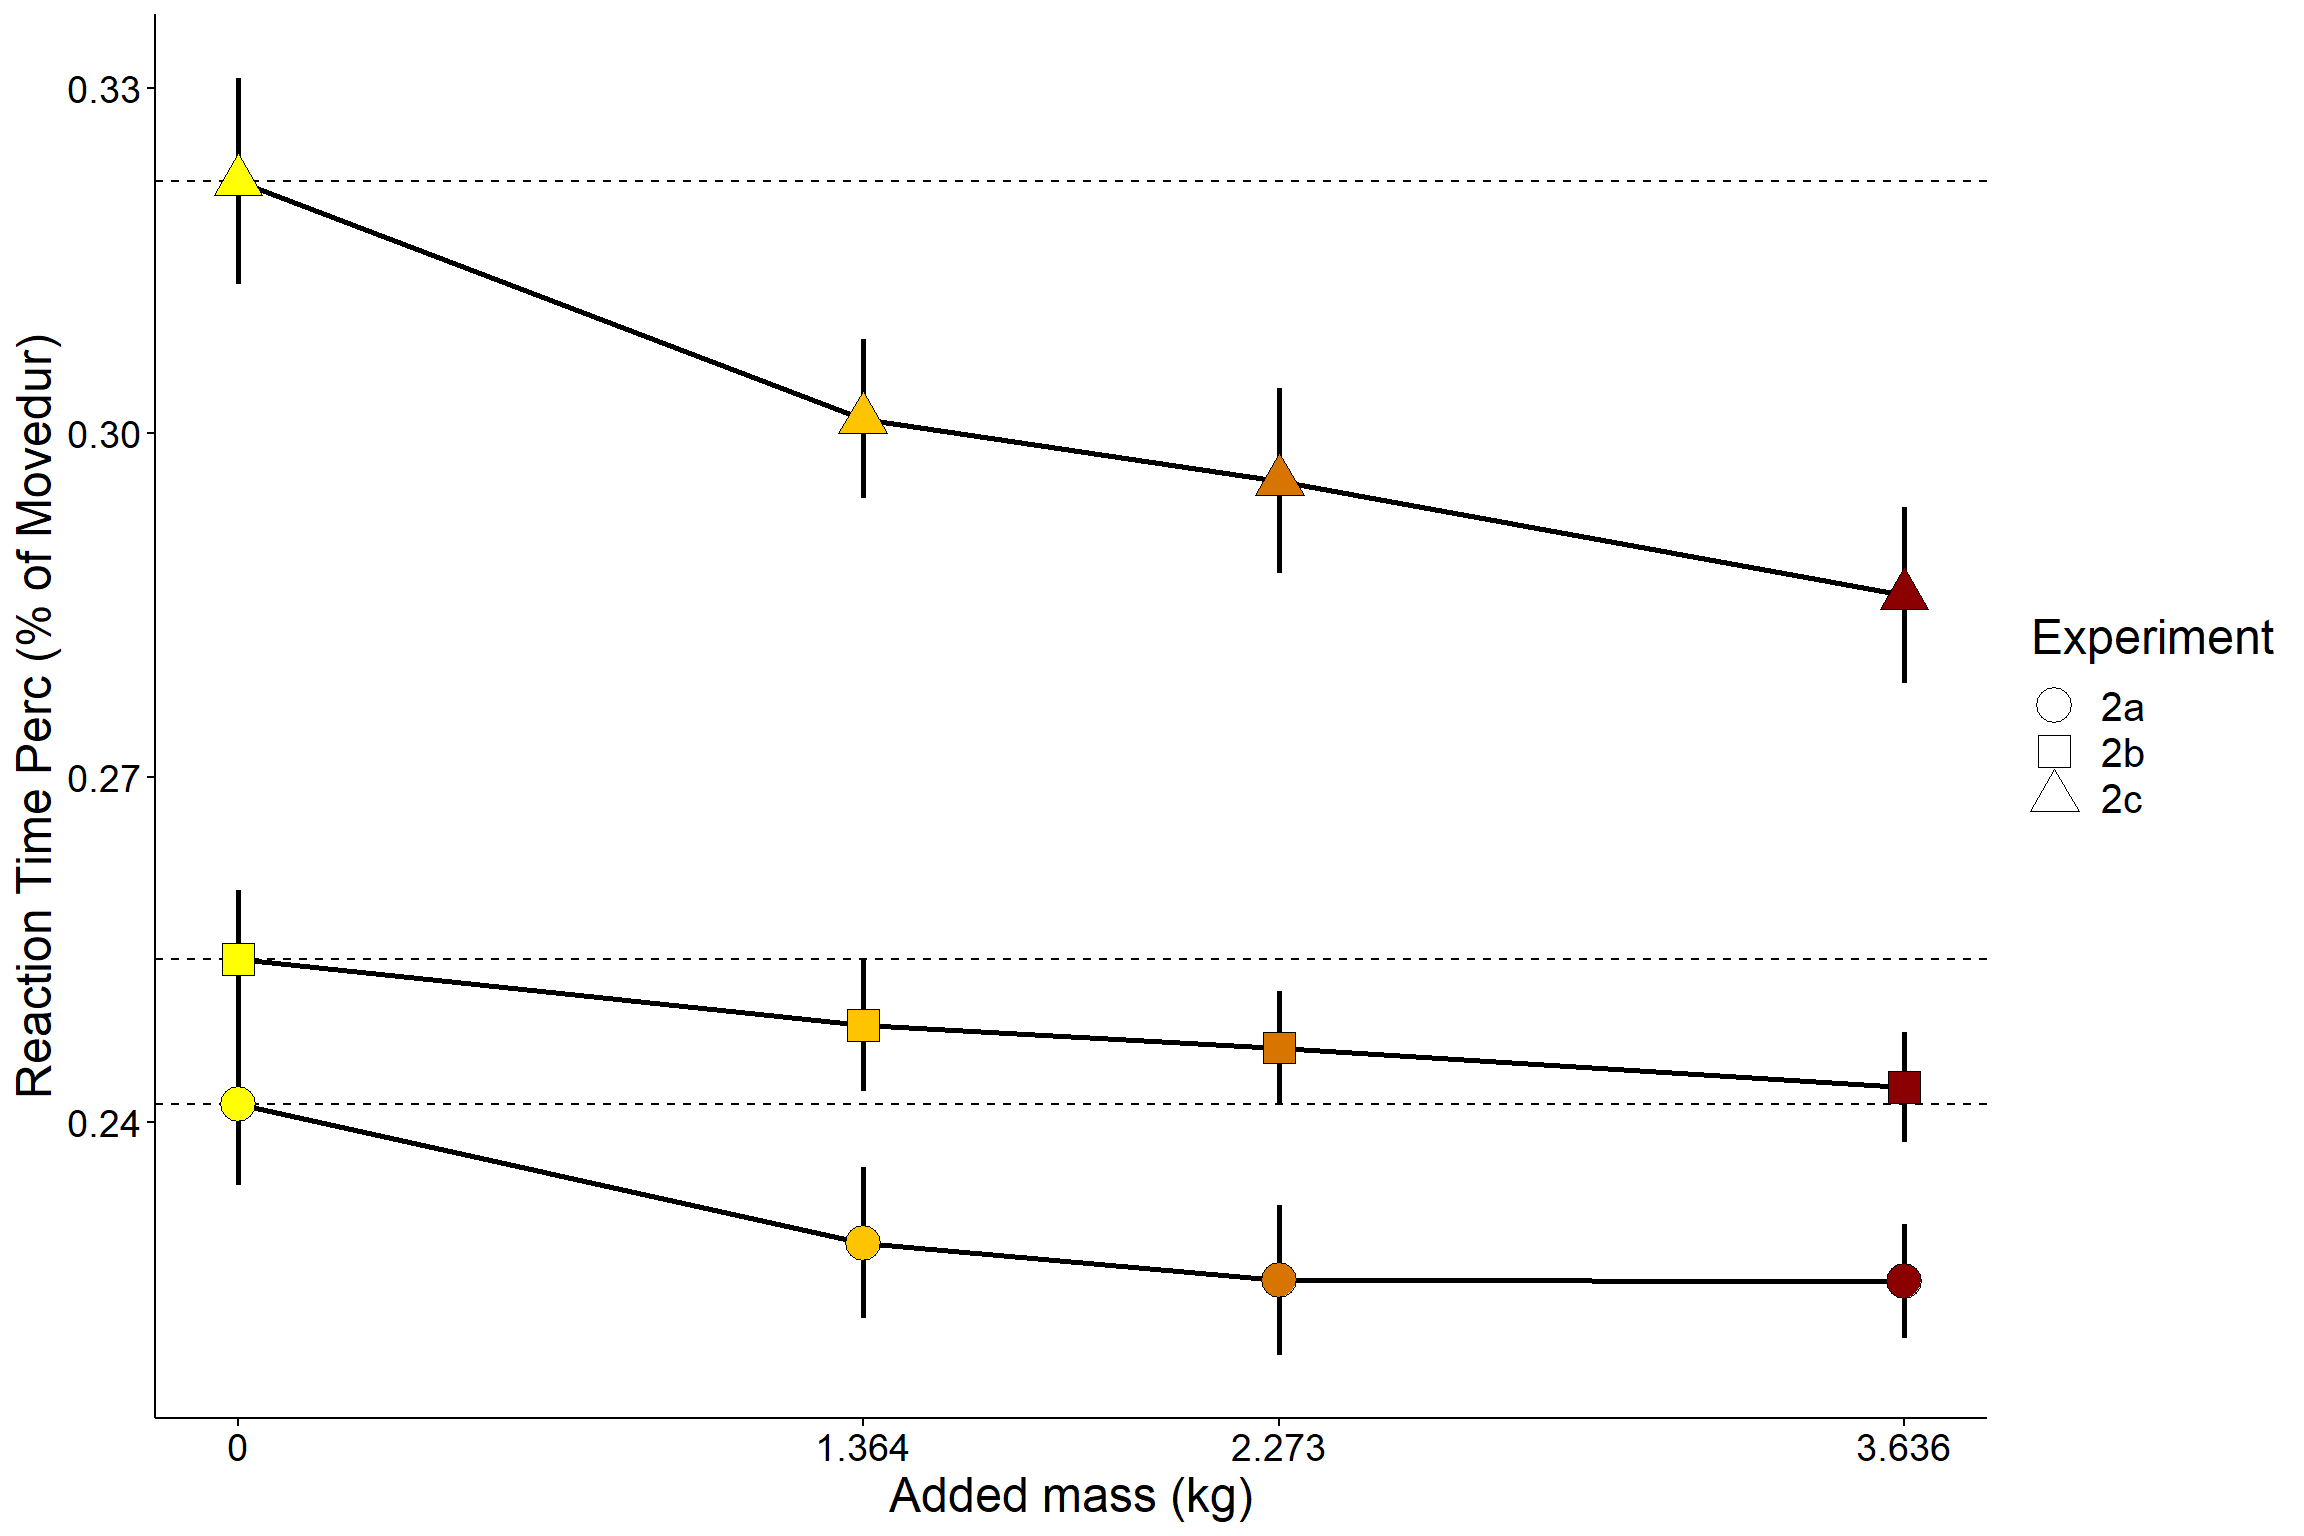 Reaction Time Perc (% of Movedur)
0.33
0.30
0.27
0.24
0
1.364
2.273
3.636
Added mass (kg)
Experiment
2a
2b
2c